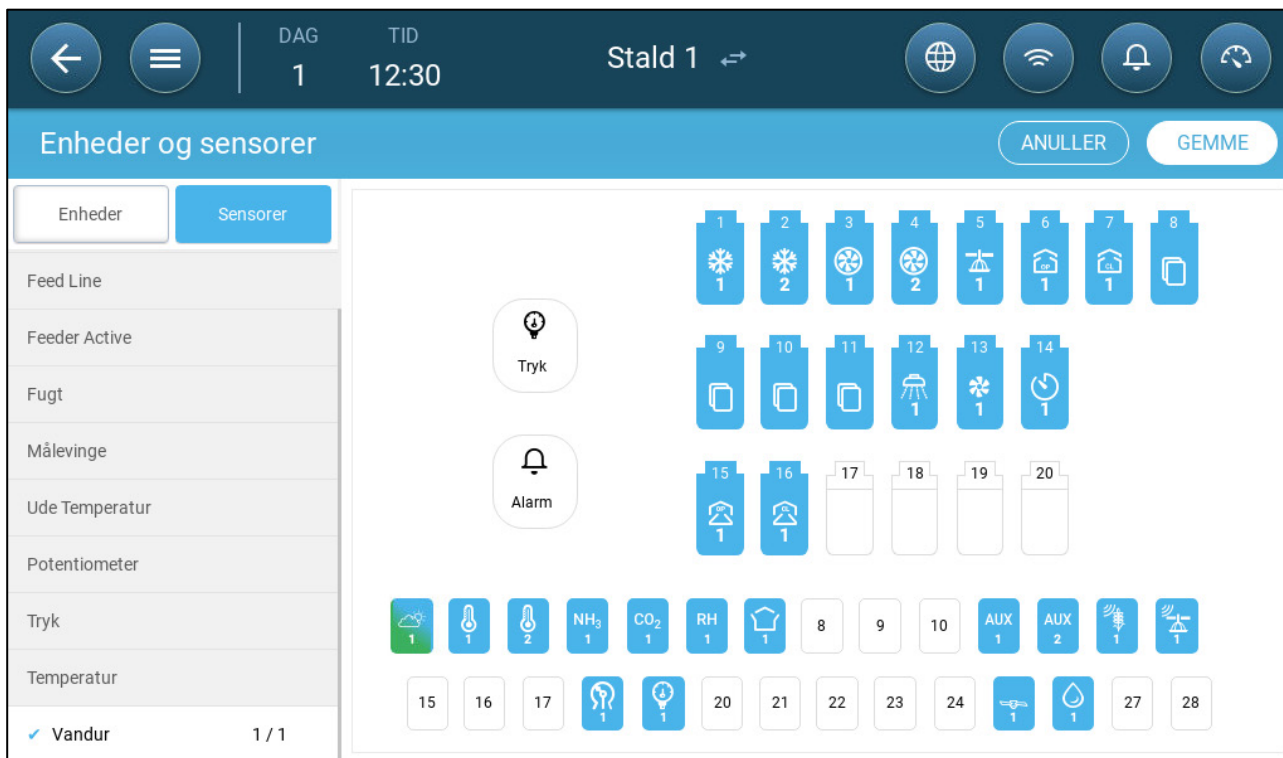 DAG TID
1 12:30 Stald 1
Enheder og sensorer ANULLER GEMME
Enheder Sensorer
Feed Line
Feeder Active
Fugt
Målevinge
Ude Temperatur
Potentiometer
Tryk
Temperatur
Vandur 1 / 1
Tryk
Alarm
1 2 3 4 5 6 7 8
OP CL
1 2 1 2 1 1 1
9 10 11 12 13 14
1 1 1
15 16 17 18 19 20
OP CL
1 1
NH3 CO2 RH 8 9 10 AUX AUX
1 1 2 1 1 1 1 1 2 1 1
15 16 17 20 21 22 23 24 27 28
1 1 1 1